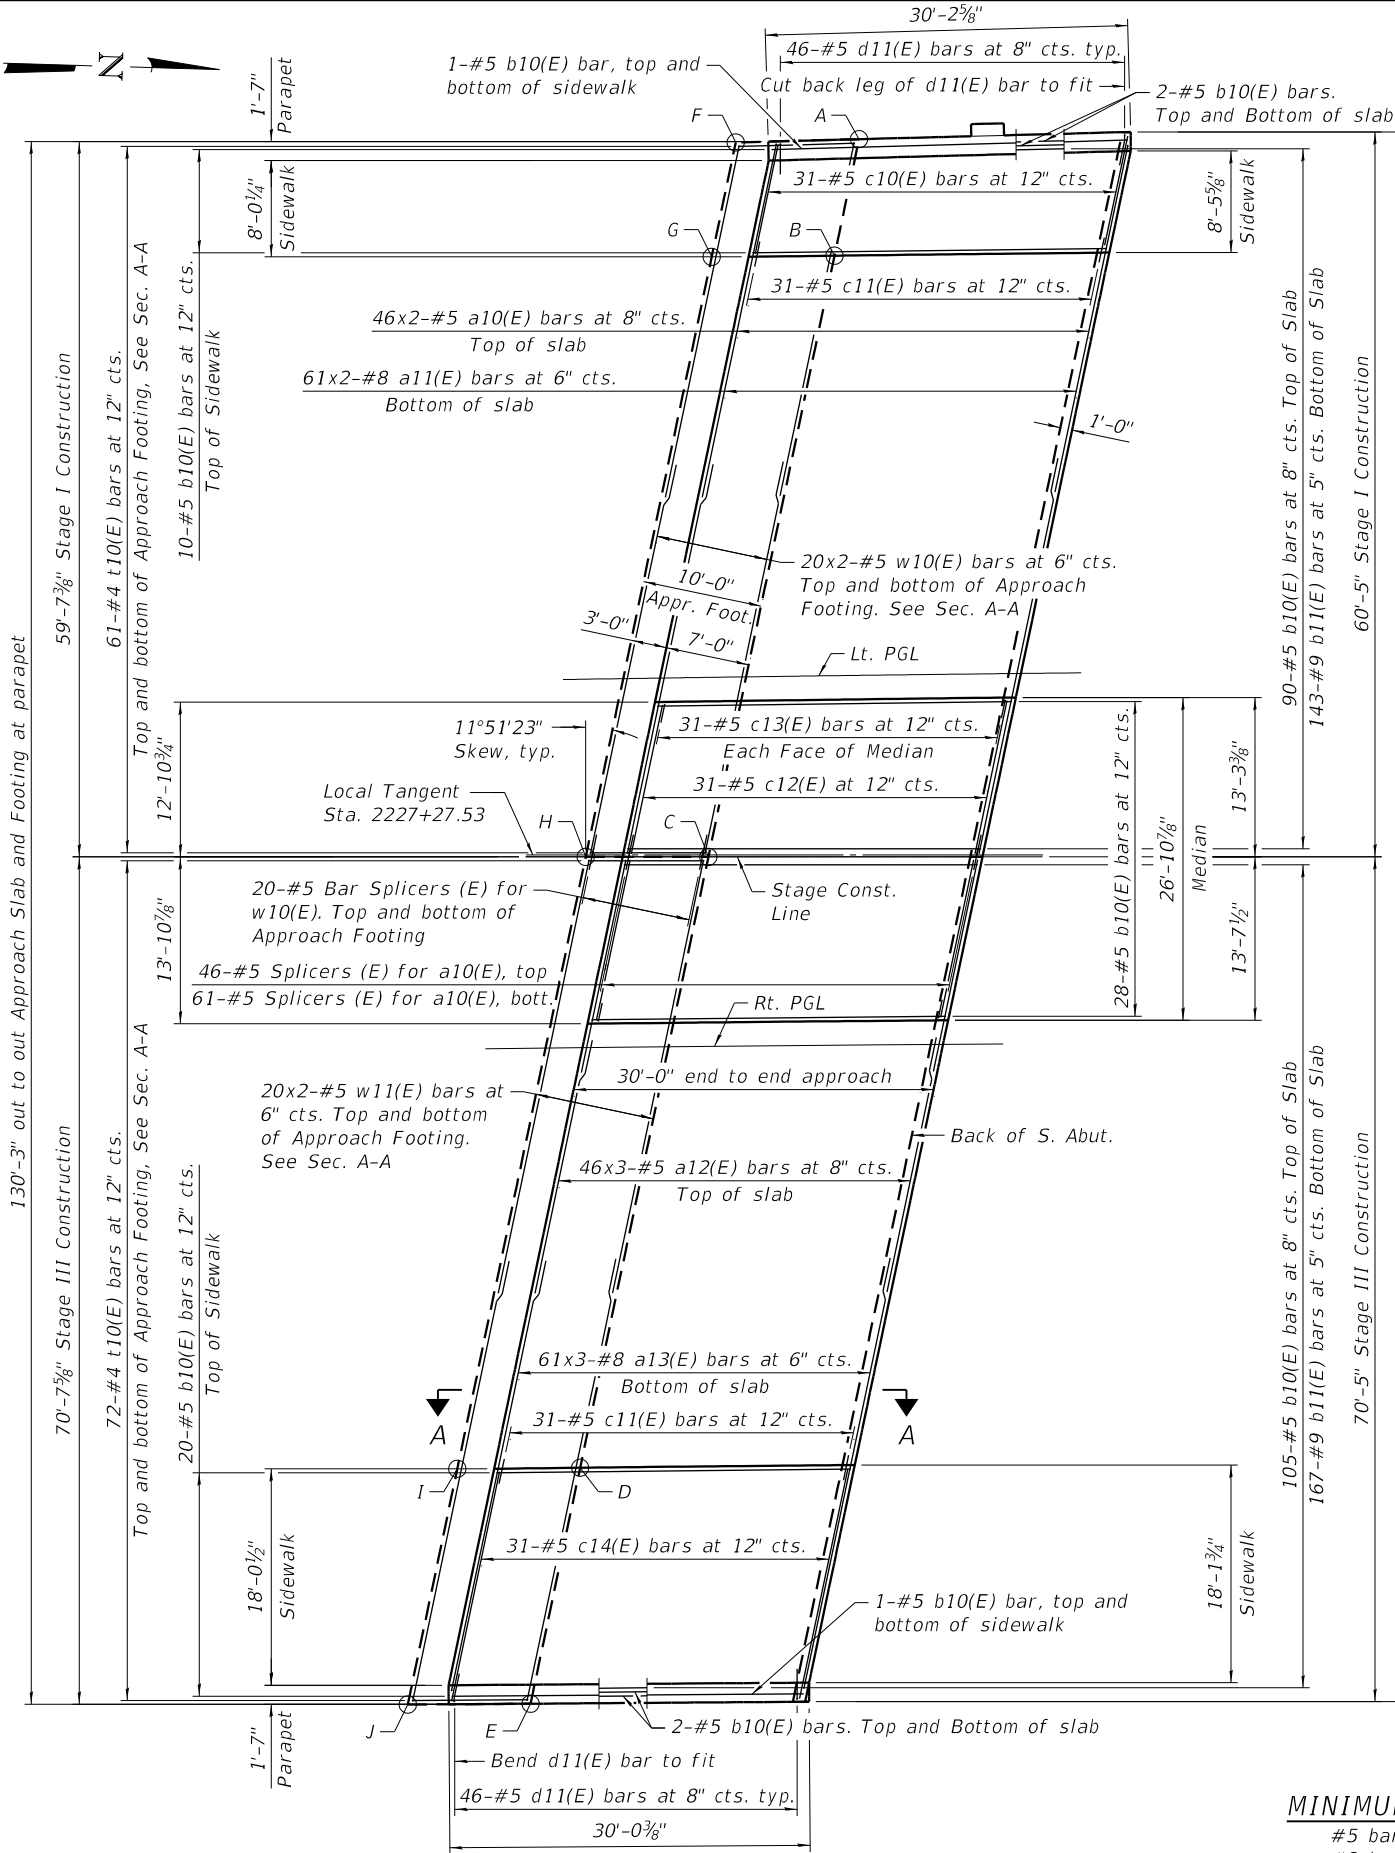 30'-2⅝"
46-#5 d11(E) bars at 8" cts. typ.
1-#5 b10(E) bar, top and
bottom of sidewalk
Cut back leg of d11(E) bar to fit
2-#5 b10(E) bars.
Top and Bottom of slab
N
1'-7"
Parapet
F
A
8'-0¼"
Sidewalk
31-#5 c10(E) bars at 12" cts.
8'-5⅝"
Sidewalk
G
B
31-#5 c11(E) bars at 12" cts.
46x2-#5 a10(E) bars at 8" cts.
Top of slab
61x2-#8 a11(E) bars at 6" cts.
Bottom of slab
1'-0"
130'-3" out to out Approach Slab and Footing at parapet
59'-7⅜" Stage I Construction
61-#4 t10(E) bars at 12" cts.
Top and bottom of Approach Footing, See Sec. A-A
10-#5 b10(E) bars at 12" cts.
Top of Sidewalk
90-#5 b10(E) bars at 8" cts. Top of Slab
143-#9 b11(E) bars at 5" cts. Bottom of Slab
60'-5" Stage I Construction
20x2-#5 w10(E) bars at 6" cts.
Top and bottom of Approach
Footing. See Sec. A-A
10'-0"
Appr. Foot.
3'-0"
7'-0"
Lt. PGL
11°51'23"
Skew, typ.
31-#5 c13(E) bars at 12" cts.
Each Face of Median
31-#5 c12(E) at 12" cts.
12'-10¾"
Local Tangent
Sta. 2227+27.53
H
C
28-#5 b10(E) bars at 12" cts.
26'-10⅞"
Median
13'-3⅜"
13'-7½"
20-#5 Bar Splicers (E) for
w10(E). Top and bottom of
Approach Footing
Stage Const.
Line
13'-10⅞"
46-#5 Splicers (E) for a10(E), top
61-#5 Splicers (E) for a10(E), bott.
Rt. PGL
30'-0" end to end approach
20x2-#5 w11(E) bars at
6" cts. Top and bottom
of Approach Footing.
See Sec. A-A
Back of S. Abut.
46x3-#5 a12(E) bars at 8" cts.
Top of slab
70'-7⅝" Stage III Construction
72-#4 t10(E) bars at 12" cts.
Top and bottom of Approach Footing, See Sec. A-A
20-#5 b10(E) bars at 12" cts.
Top of Sidewalk
105-#5 b10(E) bars at 8" cts. Top of Slab
167-#9 b11(E) bars at 5" cts. Bottom of Slab
70'-5" Stage III Construction
61x3-#8 a13(E) bars at 6" cts.
Bottom of slab
A
A
31-#5 c11(E) bars at 12" cts.
I
D
31-#5 c14(E) bars at 12" cts.
18'-0½"
Sidewalk
18'-1¾"
Sidewalk
1-#5 b10(E) bar, top and
bottom of sidewalk
J
E
2-#5 b10(E) bars. Top and Bottom of slab
1'-7"
Parapet
Bend d11(E) bar to fit
46-#5 d11(E) bars at 8" cts. typ.
30'-0⅜"
MINIMU
#5 bar